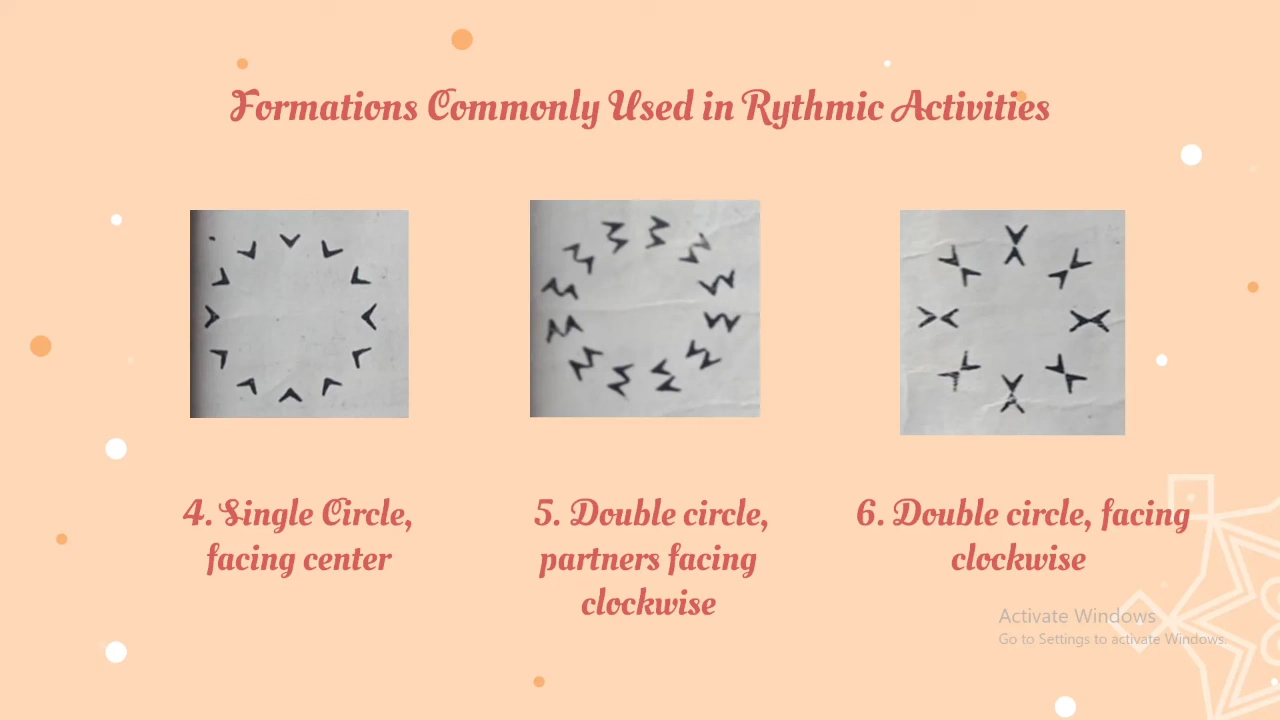 Formations Commonly Used in Rythmic Activities
4. Single Circle,
facing center
5. Double circle,
partners facing
clockwise
6. Double circle, facing
clockwise
Activate Windows
Go to Settings to activate Windows.